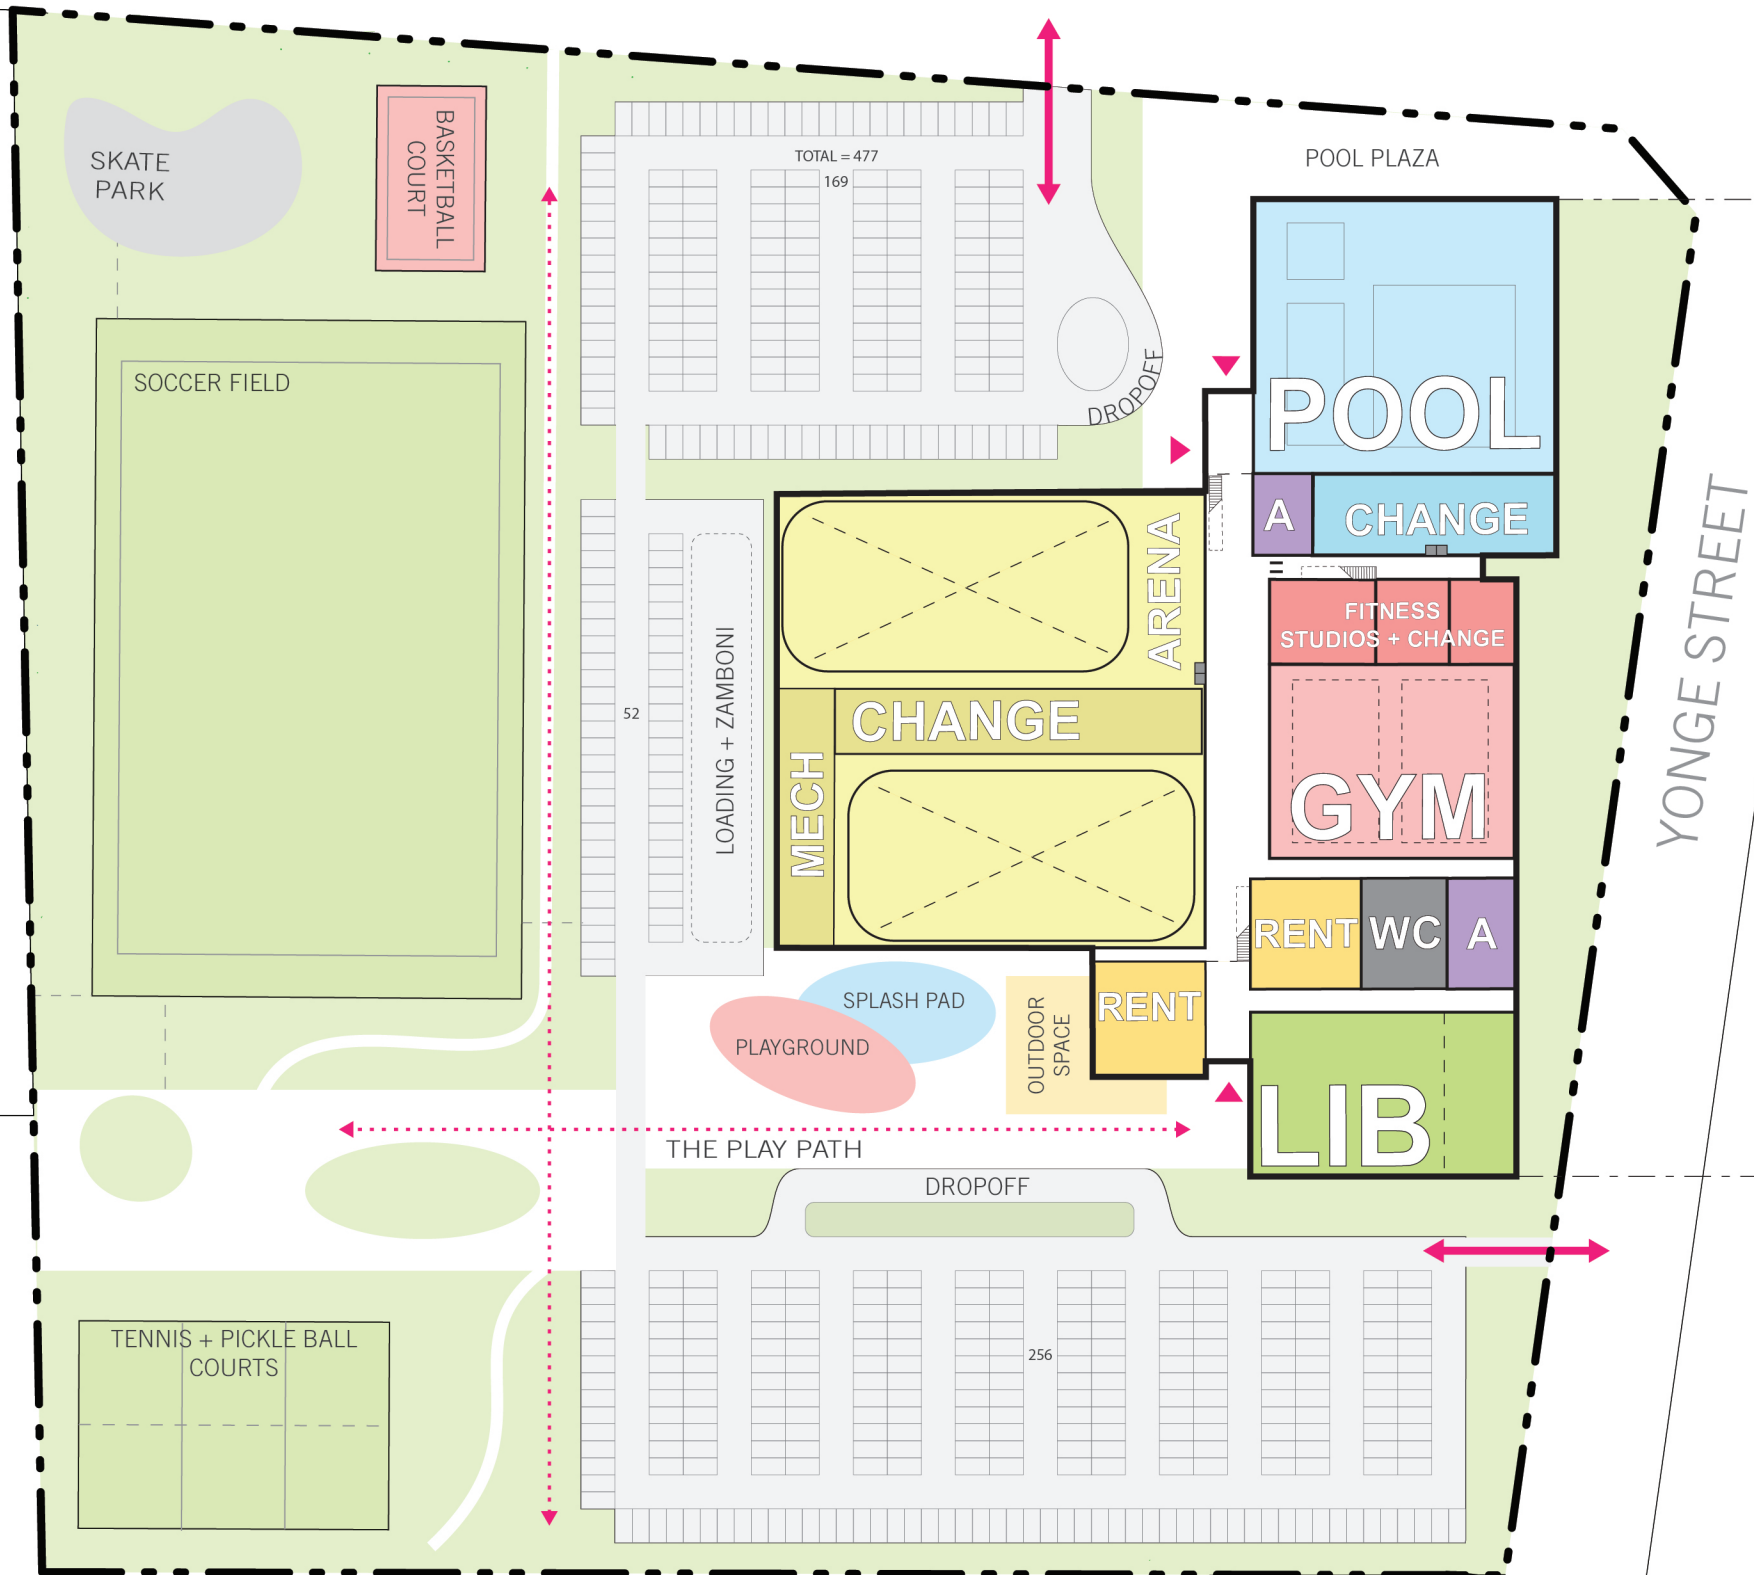 SKATE
PARK
BASKETBALL
COURT
TOTAL = 477
169
POOL PLAZA
DROPOFF
SOCCER FIELD
POOL
A
CHANGE
ARENA
FITNESS
STUDIOS + CHANGE
YONGE STREET
LOADING + ZAMBONI
52
CHANGE
MECH
GYM
RENT
WC
A
SPLASH PAD
PLAYGROUND
OUTDOOR
SPACE
RENT
LIB
THE PLAY PATH
DROPOFF
TENNIS + PICKLE BALL
COURTS
256